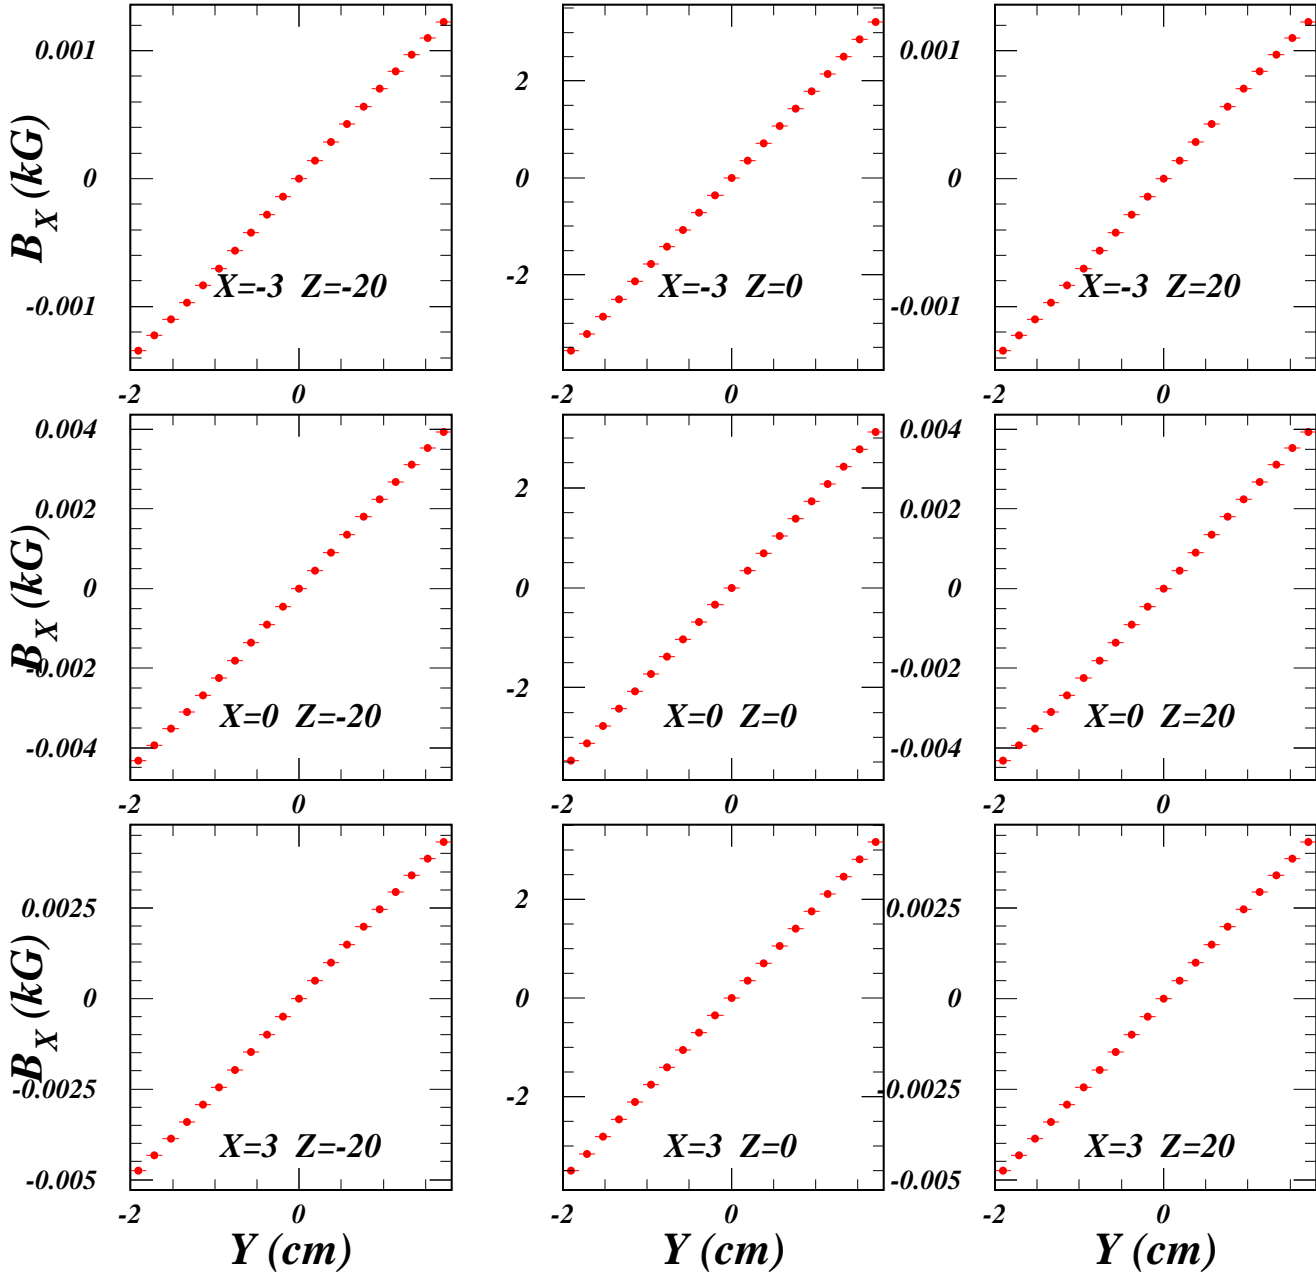 B_X (kG)
0.001
0
-0.001
X=-3 Z=-20
-2 0
2
0
-2
X=-3 Z=0
-2 0
0.001
0
-0.001
X=-3 Z=20
-2 0
B_X (kG)
0.004
0.002
0
-0.002
-0.004
X=0 Z=-20
-2 0
2
0
-2
X=0 Z=0
-2 0
0.004
0.002
0
-0.002
-0.004
X=0 Z=20
-2 0
B_X (kG)
0.0025
0
-0.0025
-0.005
X=3 Z=-20
-2 0
Y (cm)
2
0
-2
X=3 Z=0
-2 0
Y (cm)
0.0025
0
-0.0025
-0.005
X=3 Z=20
-2 0
Y (cm)